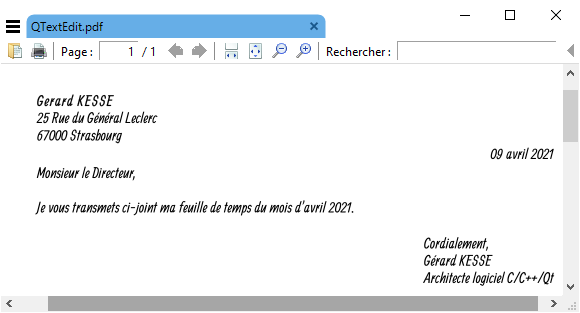 QTextEdit.pdf
Page : 1 / 1 Rechercher :
Gerard KESSE
25 Rue du Général Leclerc
67000 Strasbourg
09 avril 2021
Monsieur le Directeur,
Je vous transmets ci-joint ma feuille de temps du mois d'avril 2021.
Cordialement,
Gérard KESSE
Architecte logiciel C/C++/Qt